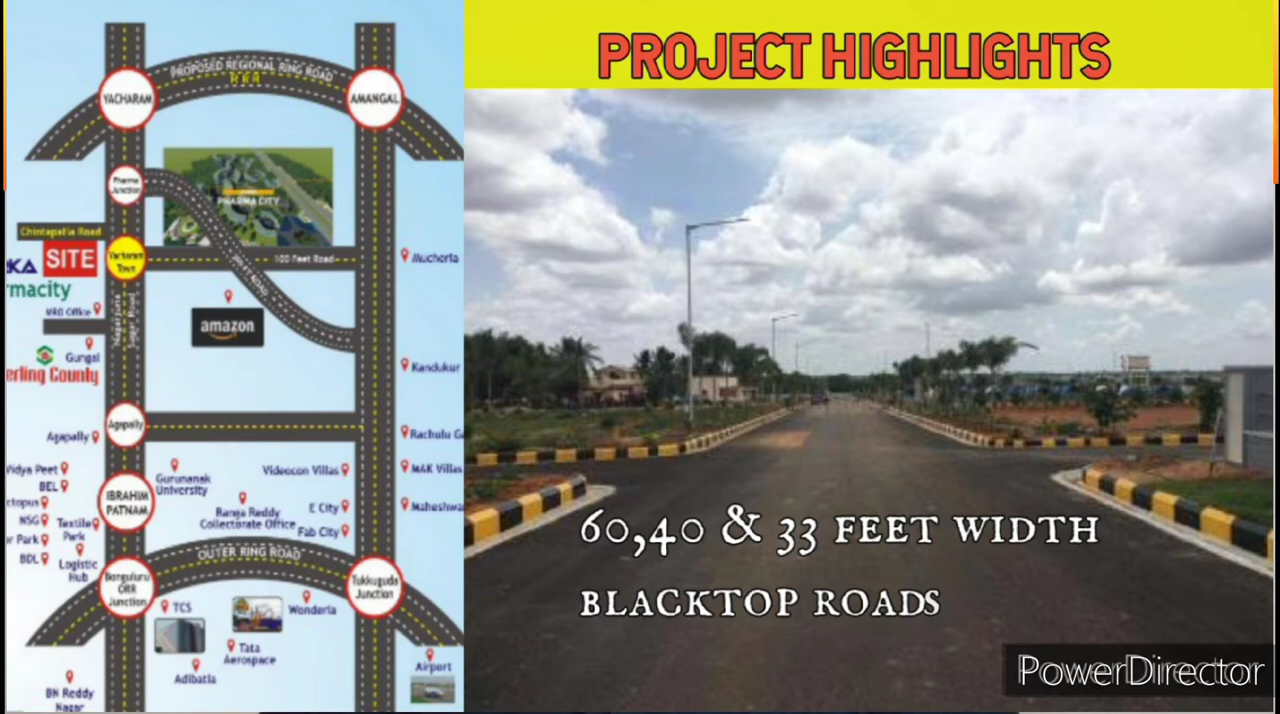 PROPOSED REGIONAL RING ROAD
R R R
YACHARAM
AMANGAL
Pharma
Junction
PHARMA CITY
Chintapatla Road
SITE
KA
rmacity
Yacharam
Town
100 Feet Road
Mucherla
MRO Office
Nagarjuna
Sagar Road
amazon
Gungal
erling County
Kandukur
Agapally
Agapally
Rachulu G
Vidya Peet
BEL
ctopus
NSG
r Park
BDL
Textile
Park
Logistic
Hub
IBRAHIM
PATNAM
Gurunanak
University
Videocon Villas
MAK Villas
Ranga Reddy
Collectorate Office
E City
Fab City
Maheshwa
OUTER RING ROAD
Bonguluru
ORR
Junction
Tukkuguda
Junction
TCS
Wonderla
Tata
Aerospace
Adibatla
Airport
BN Reddy
Nagar
PROJECT HIGHLIGHTS
60,40 & 33 FEET WIDTH
BLACKTOP ROADS
PowerDirector